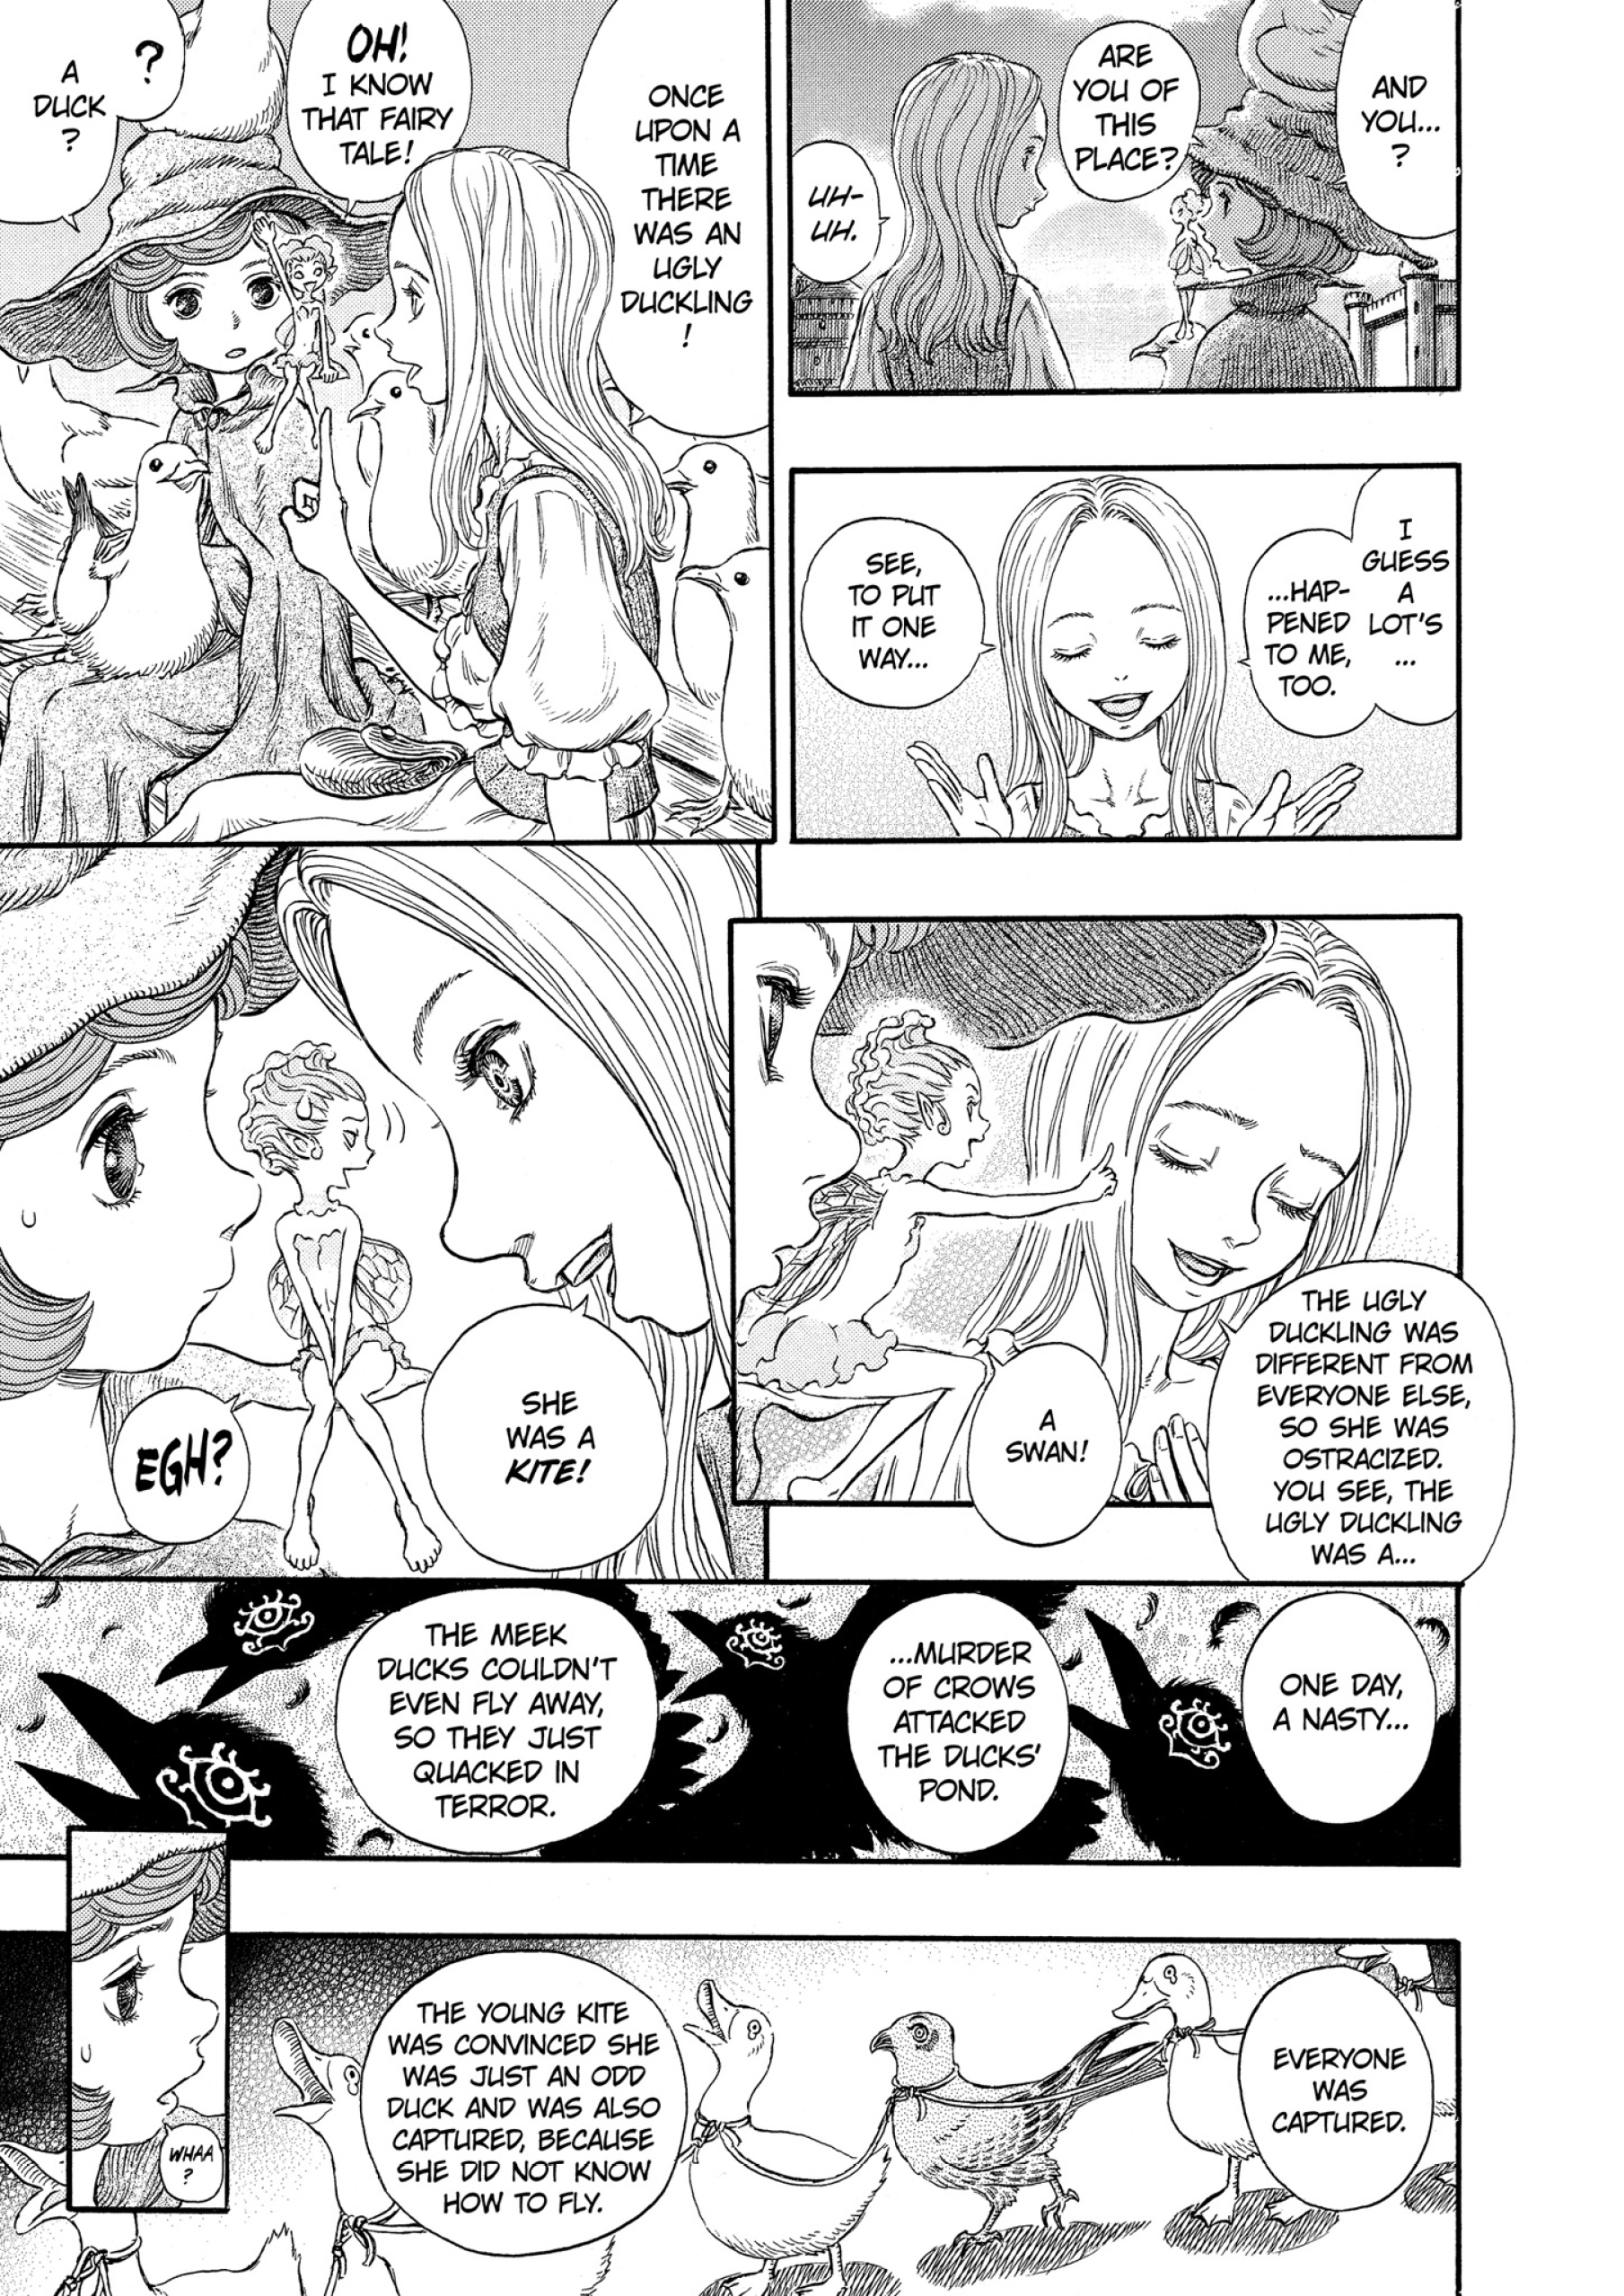 AND
YOU...
?
ARE
YOU OF
THIS
PLACE?
UH-
UH.
I
GUESS
A
LOT'S
...
...HAP-
PENED
TO ME,
TOO.
SEE,
TO PUT
IT ONE
WAY...
ONCE
UPON A
TIME
THERE
WAS AN
UGLY
DUCKLING
!
OH!
I KNOW
THAT FAIRY
TALE!
?
A
DUCK
?
THE UGLY
DUCKLING WAS
DIFFERENT FROM
EVERYONE ELSE,
SO SHE WAS
OSTRACIZED.
YOU SEE, THE
UGLY DUCKLING
WAS A...
A
SWAN!
SHE
WAS A
KITE!
EGH?
ONE DAY,
A NASTY...
...MURDER
OF CROWS
ATTACKED
THE DUCKS'
POND.
THE MEEK
DUCKS COULDN'T
EVEN FLY AWAY,
SO THEY JUST
QUACKED IN
TERROR.
EVERYONE
WAS
CAPTURED.
THE YOUNG KITE
WAS CONVINCED SHE
WAS JUST AN ODD
DUCK AND WAS ALSO
CAPTURED, BECAUSE
SHE DID NOT KNOW
HOW TO FLY.
WHAA
?